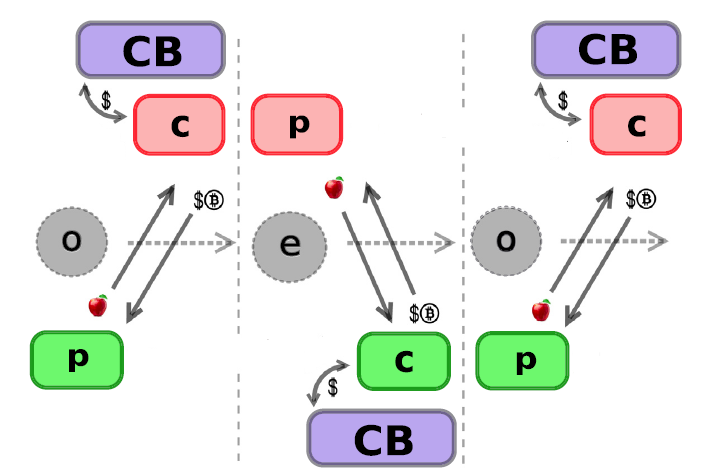 CB CB
$ $
c p c
$₿ $₿
o e o
$₿
p c p
$
CB